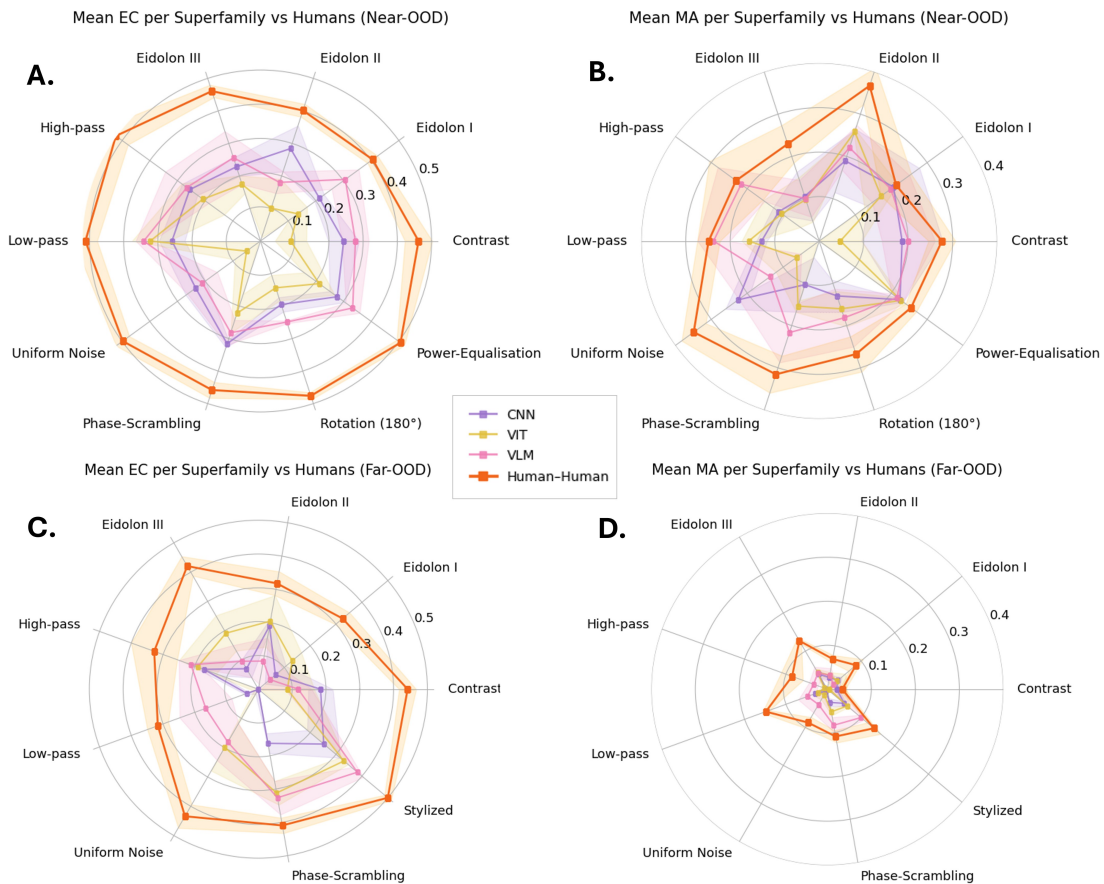 Mean EC per Superfamily vs Humans (Near-OOD)
A.
Eidolon III
Eidolon II
High-pass
Eidolon I
0.5
0.4
0.3
0.2
0.1
Low-pass
Contrast
Uniform Noise
Power-Equalisation
Phase-Scrambling
Rotation (180°)
Mean MA per Superfamily vs Humans (Near-OOD)
B.
Eidolon III
Eidolon II
High-pass
Eidolon I
0.4
0.3
0.2
0.1
Low-pass
Contrast
Uniform Noise
Power-Equalisation
Phase-Scrambling
Rotation (180°)
CNN
VIT
VLM
Human–Human
Mean EC per Superfamily vs Humans (Far-OOD)
C.
Eidolon II
Eidolon III
Eidolon I
High-pass
0.5
0.4
0.3
0.2
0.1
Contrast
Low-pass
Stylized
Uniform Noise
Phase-Scrambling
Mean MA per Superfamily vs Humans (Far-OOD)
D.
Eidolon II
Eidolon III
Eidolon I
High-pass
0.4
0.3
0.2
0.1
Contrast
Low-pass
Stylized
Uniform Noise
Phase-Scrambling